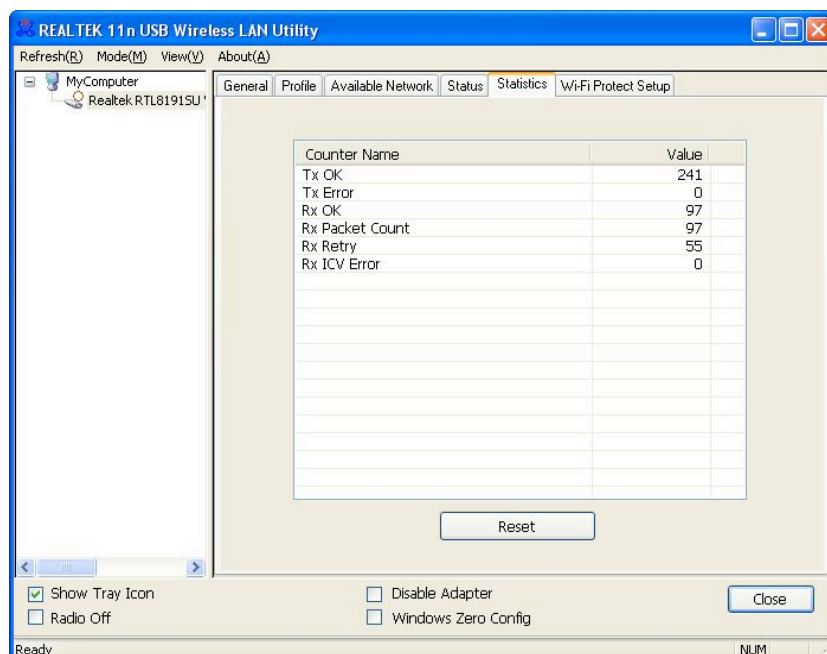 REALTEK 11n USB Wireless LAN Utility
Refresh(R) Mode(M) View(V) About(A)
MyComputer
Realtek RTL8191SU '
General Profile Available Network Status Statistics Wi-Fi Protect Setup
Counter Name Value
Tx OK 241
Tx Error 0
Rx OK 97
Rx Packet Count 97
Rx Retry 55
Rx ICV Error 0
Reset
Show Tray Icon Disable Adapter
Radio Off Windows Zero Config
Close
Ready NUM